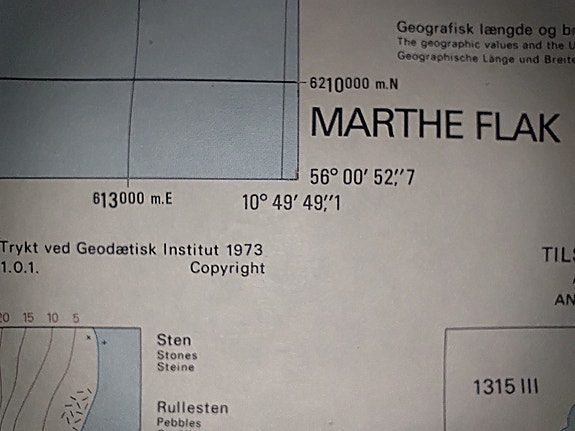 Geografisk længde og
The geographic values and the
Geographische Länge und Breite
6210000 m.N
MARTHE FLAK
56° 00′ 52″,7
613000 m.E
10° 49′ 49″,1
Trykt ved Geodætisk Institut 1973
1.0.1. Copyright
20 15 10 5
Sten
Stones
Steine
1315 III
Rullesten
Pebbles